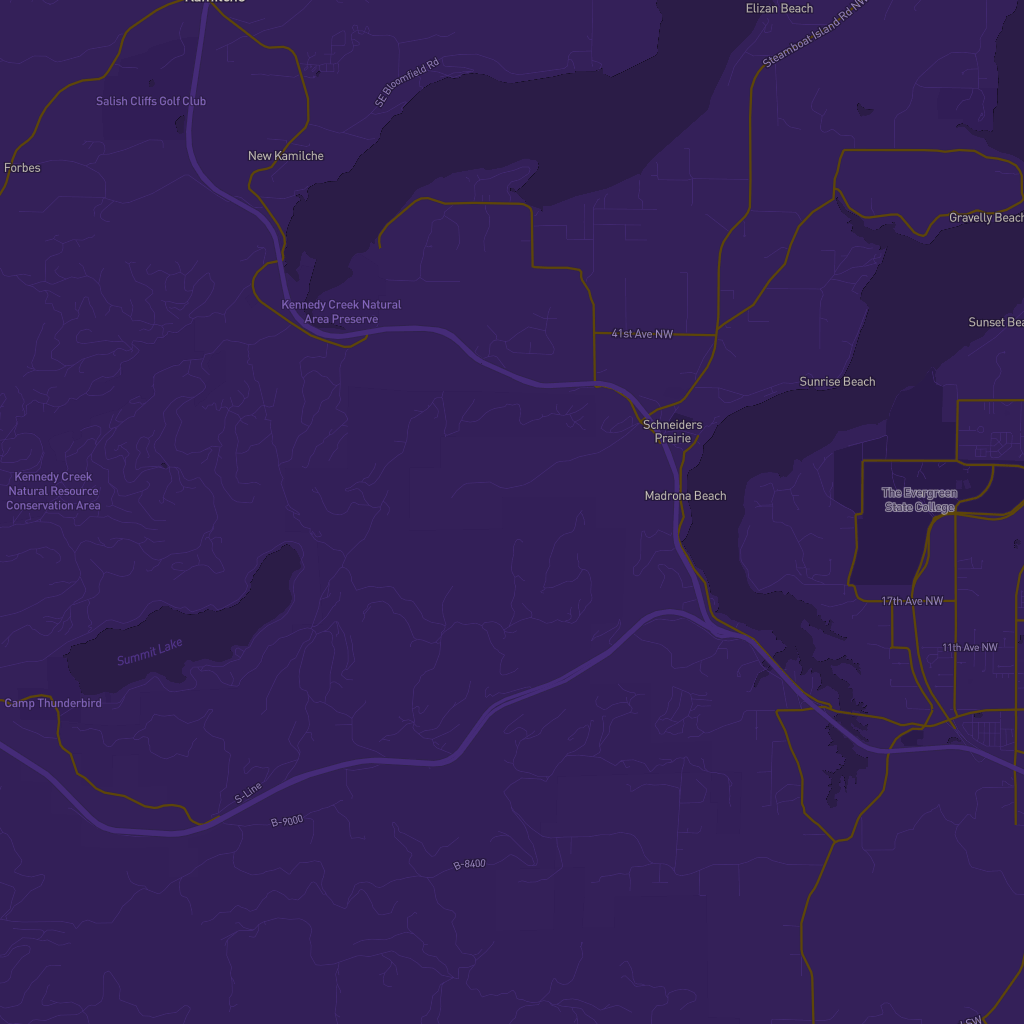 Elizan Beach
Steamboat Island Rd NW
SE Bloomfield Rd
Salish Cliffs Golf Club
New Kamilche
Forbes
Gravelly Beach
Kennedy Creek Natural
Area Preserve
Sunset Bea
41st Ave NW
Sunrise Beach
Schneiders
Prairie
Kennedy Creek
Natural Resource
Conservation Area
Madrona Beach
The Evergreen
State College
17th Ave NW
11th Ave NW
Summit Lake
Camp Thunderbird
S-Line
B-9000
B-8400